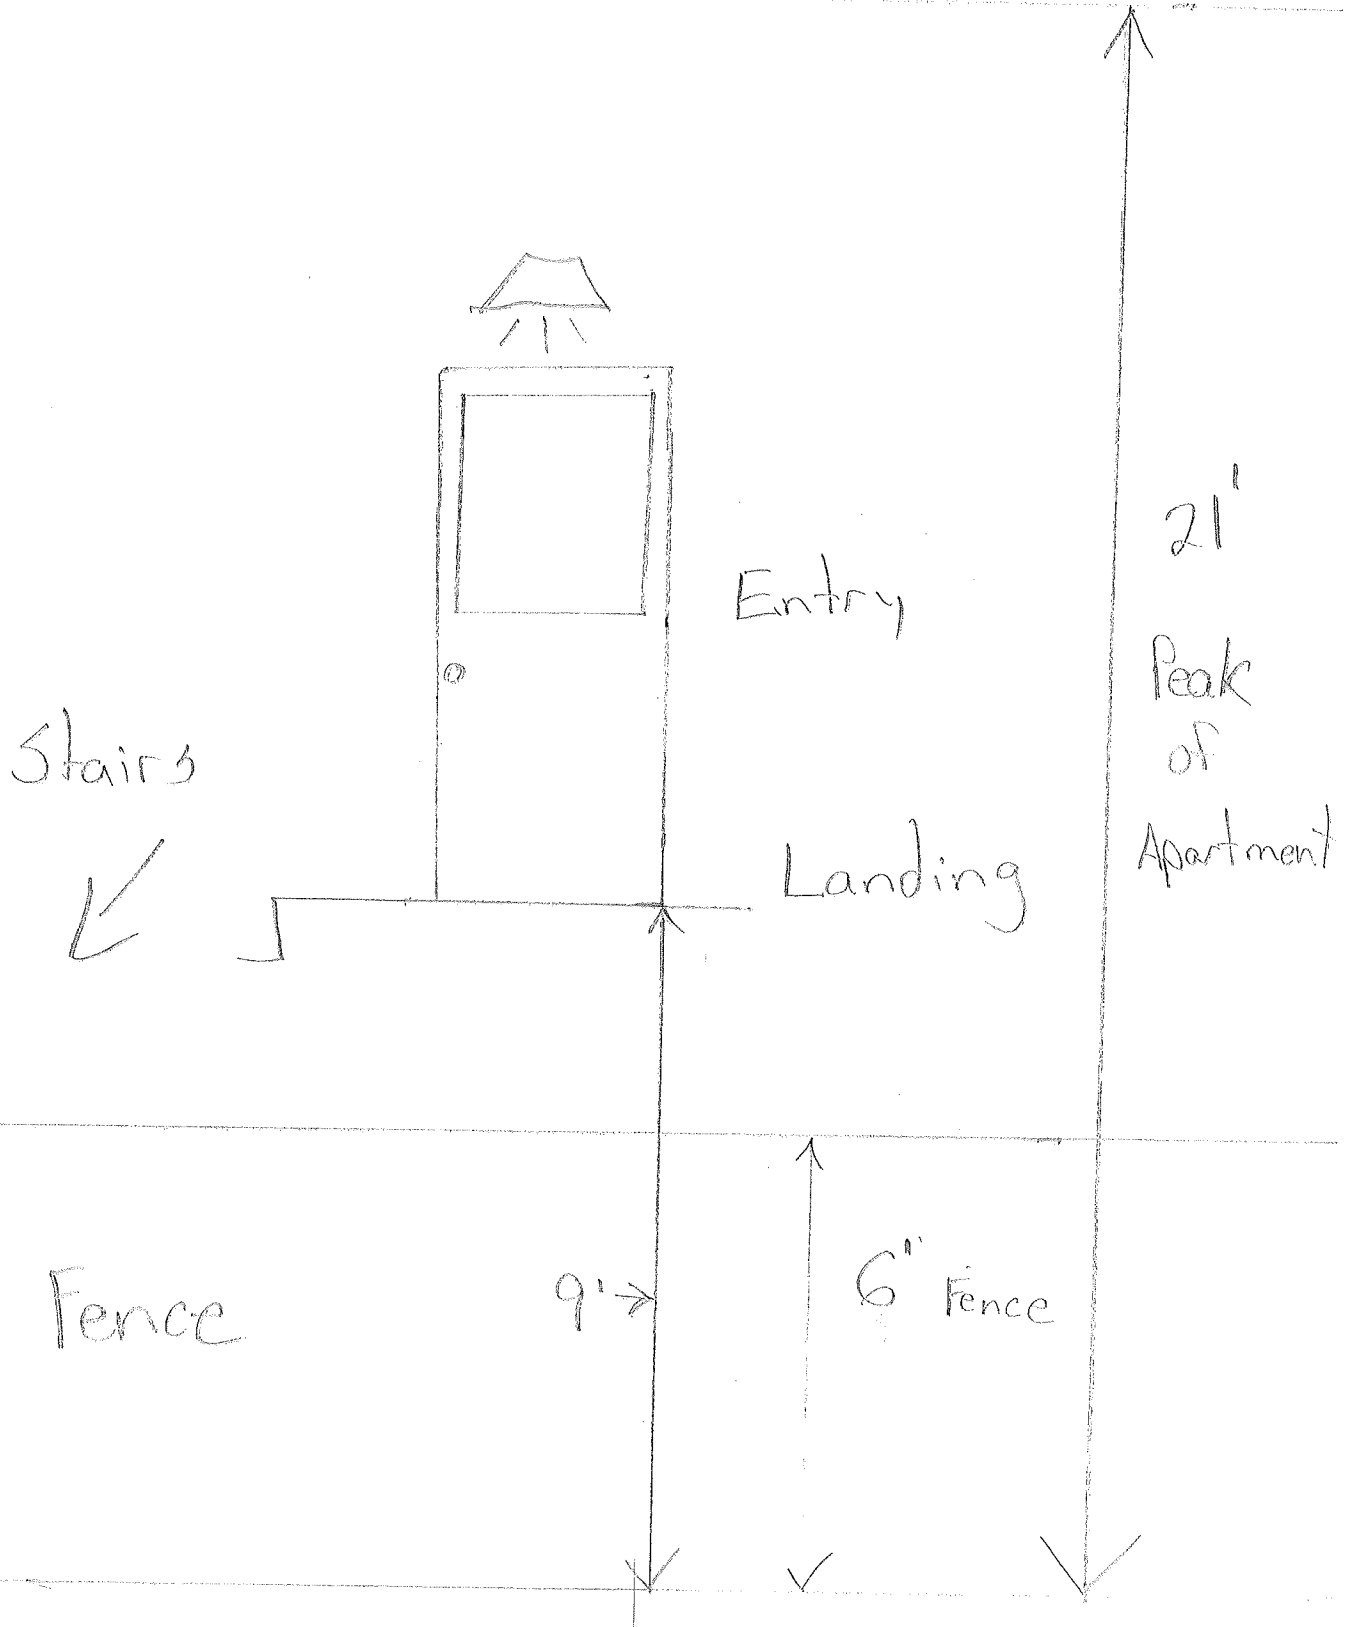 21'
Entry
Peak
of
Apartment
Stairs
Landing
Fence
9'
6" Fence